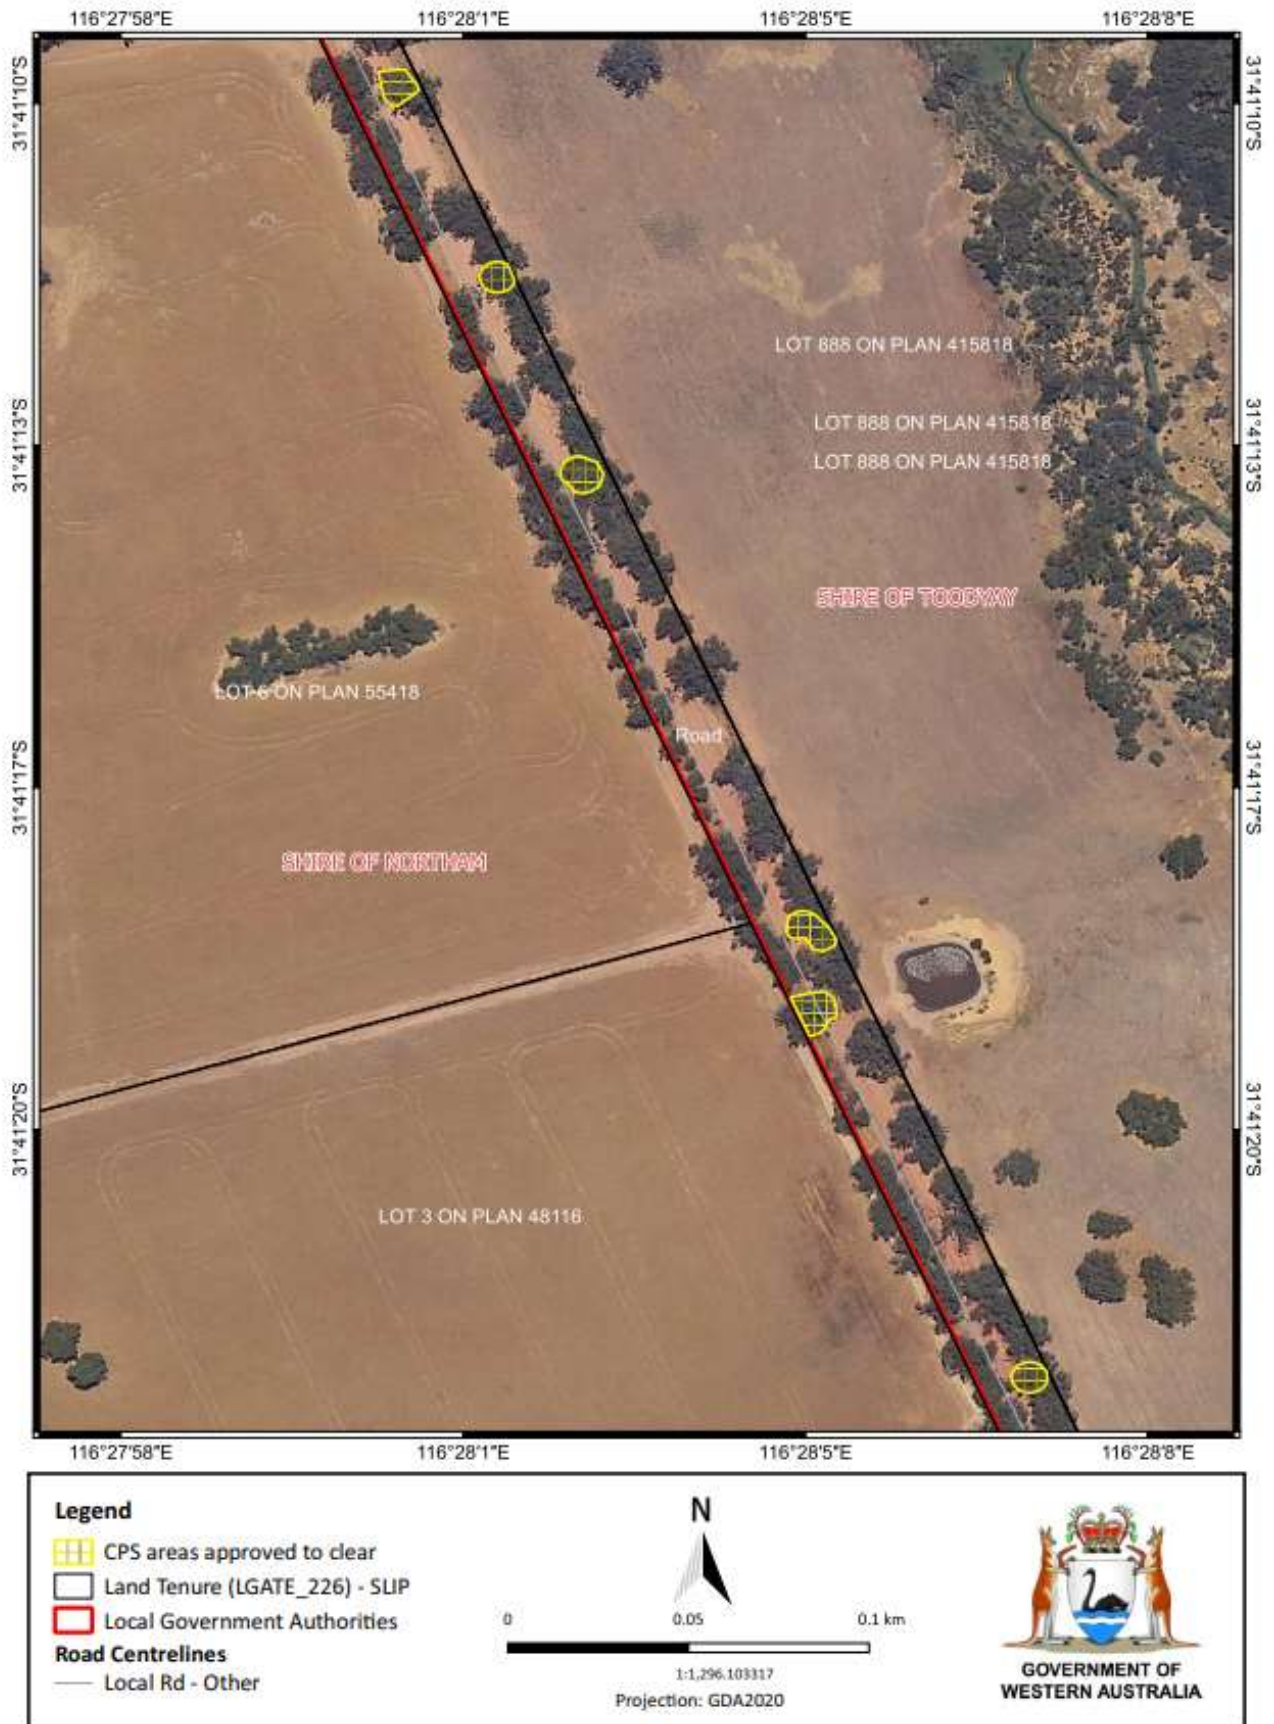 116°27'58"E 116°28'1"E 116°28'5"E 116°28'8"E
31°41'10"S 31°41'10"S
LOT 888 ON PLAN 415818
LOT 888 ON PLAN 415818
31°41'13"S 31°41'13"S
LOT 888 ON PLAN 415818
SHIRE OF TOODYAY
LOT 6 ON PLAN 55418
Road
31°41'17"S 31°41'17"S
SHIRE OF NORTHAM
31°41'20"S 31°41'20"S
LOT 3 ON PLAN 48116
116°27'58"E 116°28'1"E 116°28'5"E 116°28'8"E
Legend
CPS areas approved to clear
Land Tenure (LGATE_226) - SLIP
Local Government Authorities
Road Centrelines
Local Rd - Other
N
0 0.05 0.1 km
1:1,296.103317
Projection: GDA2020
GOVERNMENT OF
WESTERN AUSTRALIA